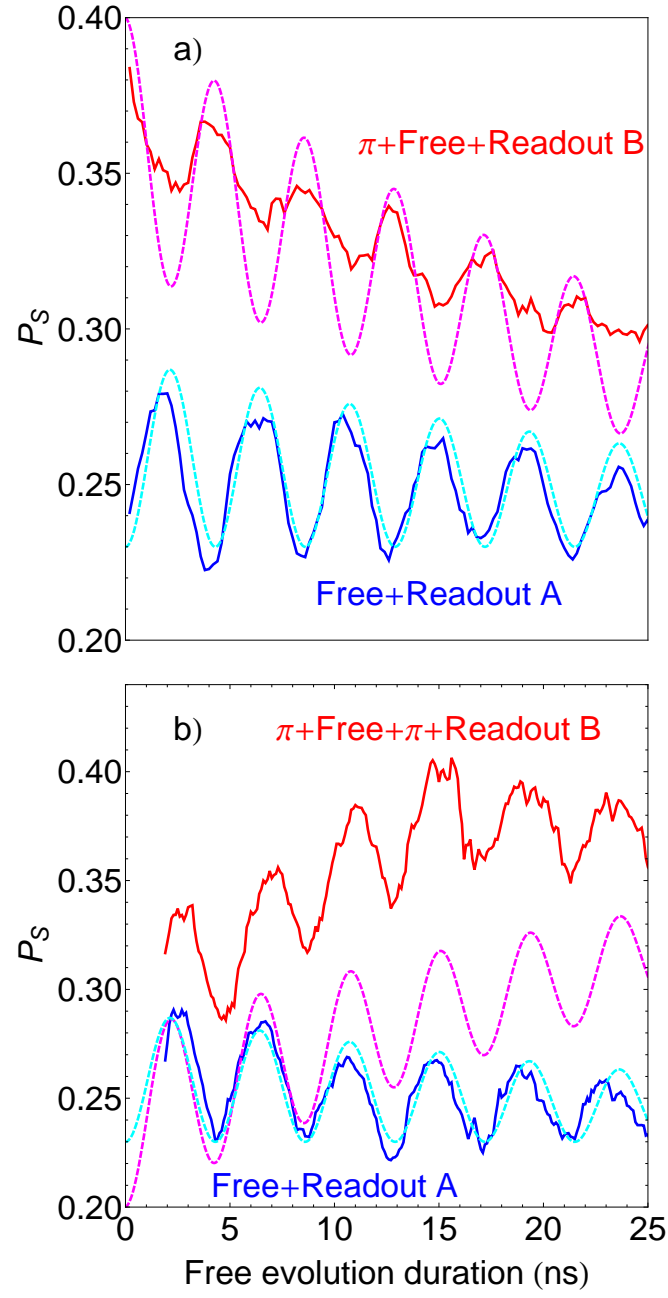 0.40
a)
π+Free+Readout B
0.35
0.30
P_S
0.25
Free+Readout A
0.20
b)
π+Free+π+Readout B
0.40
0.35
P_S
0.30
0.25
Free+Readout A
0.20
0 5 10 15 20 25
Free evolution duration (ns)